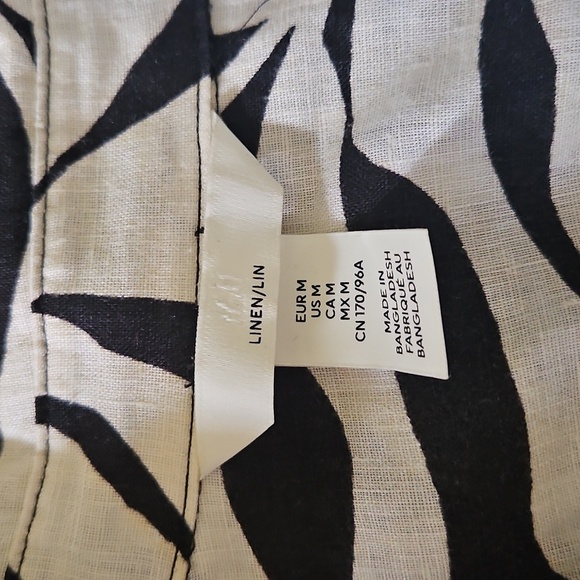 LINEN/LIN
EUR M
US M
CA M
MX M
CN 170/96A
MADE IN
BANGLADESH
FABRIQUÉ AU
BANGLADESH